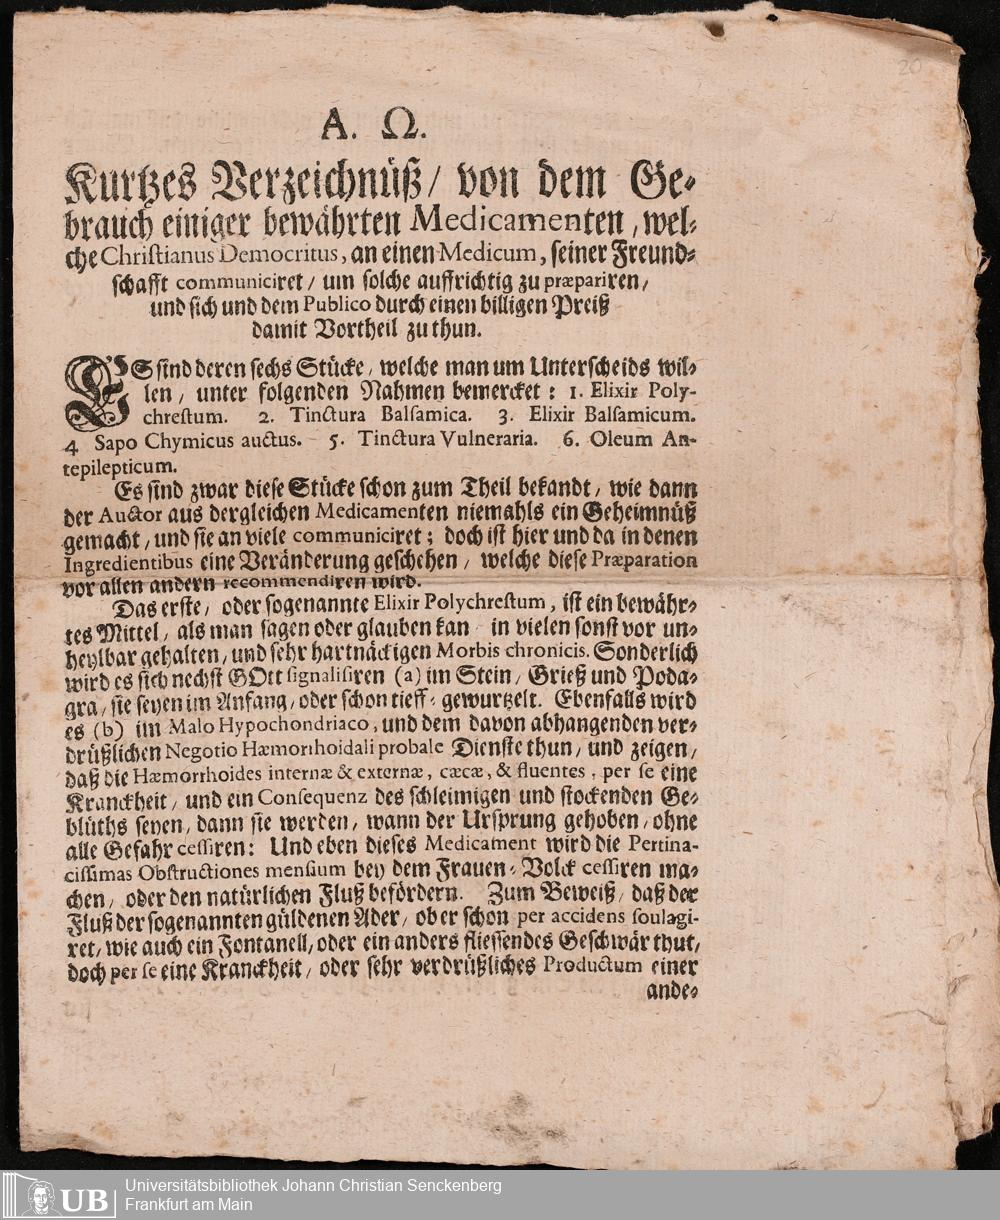 20
A. Ω.
Kurtzes Verzeichnüß/ von dem Ge-
brauch einiger bewährten Medicamenten, wel-
che Christianus Democritus, an einen Medicum, seiner Freund-
schafft communiciret/ um solche auffrichtig zu præpariren,
und sich und dem Publico durch einen billigen Preiß
damit Vortheil zu thun.
ES sind deren sechs Stücke, welche man um Unterscheids wil-
len, unter folgenden Nahmen bemercket: 1. Elixir Poly-
chrestum. 2. Tinctura Balsamica. 3. Elixir Balsamicum.
4 Sapo Chymicus auctus. 5. Tinctura Vulneraria. 6. Oleum An-
tepilepticum.
Es sind zwar diese Stücke schon zum Theil bekandt, wie dann
der Auctor aus dergleichen Medicamenten niemahls ein Geheimnüß
gemacht, und sie an viele communiciret; doch ist hier und da in denen
Ingredientibus eine Veränderung geschehen, welche diese Præparation
vor allen andern recommendiren wird.
Das erste, oder sogenannte Elixir Polychrestum, ist ein bewähr-
tes Mittel, als man sagen oder glauben kan in vielen sonst vor un-
heylbar gehalten, und sehr hartnäckigen Morbis chronicis. Sonderlich
wird es sich nechst GOtt signalisiren (a) im Stein, Grieß und Poda-
gra, sie seyen im Anfang, oder schon tieff-gewurtzelt. Ebenfalls wird
es (b) im Malo Hypochondriaco, und dem davon abhangenden ver-
drüßlichen Negotio Hæmorrhoidali probale Dienste thun, und zeigen,
daß die Hæmorrhoides internæ & externæ, cæcæ, & fluentes, per se eine
Kranckheit, und ein Consequenz des schleimigen und stockenden Ge-
blüths seyen, dann sie werden, wann der Ursprung gehoben, ohne
alle Gefahr cessiren: Und eben dieses Medicament wird die Pertina-
cissimas Obstructiones mensium bey dem Frauen-Volck cessiren ma-
chen, oder den natürlichen Fluß befördern. Zum Beweiß, daß der
Fluß der sogenannten güldenen Ader, ob er schon per accidens soulagi-
ret, wie auch ein Fontanell, oder ein anders fliessendes Geschwär thut,
doch per se eine Kranckheit, oder sehr verdrüßliches Productum einer
ande-
UB
Universitätsbibliothek Johann Christian Senckenberg
Frankfurt am Main